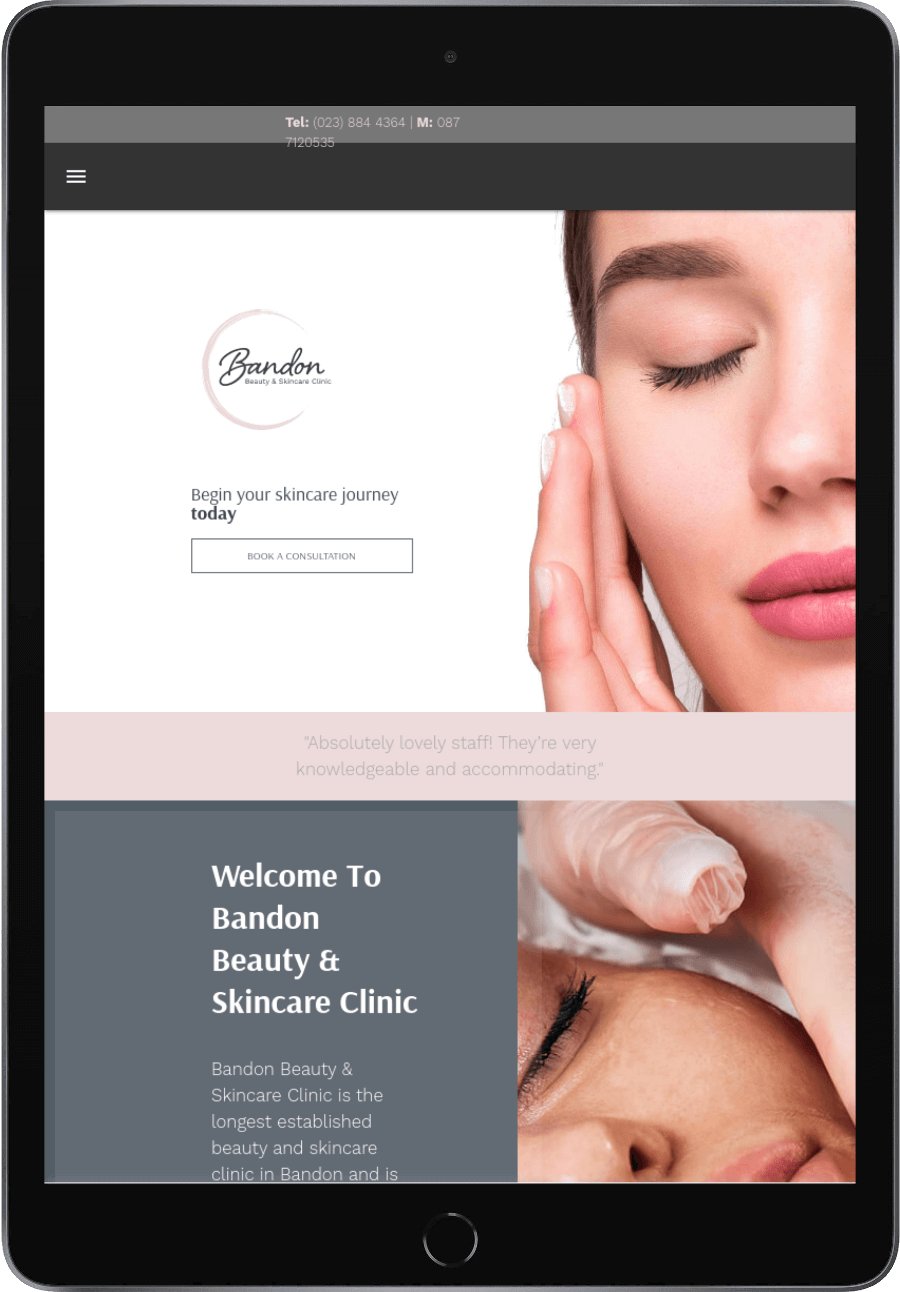 Tel: (023) 884 4364 | M: 087
7120535
Bandon
Beauty & Skincare Clinic
Begin your skincare journey
today
BOOK A CONSULTATION
"Absolutely lovely staff! They're very
knowledgeable and accommodating."
Welcome To
Bandon
Beauty &
Skincare Clinic
Bandon Beauty &
Skincare Clinic is the
longest established
beauty and skincare
clinic in Bandon and is